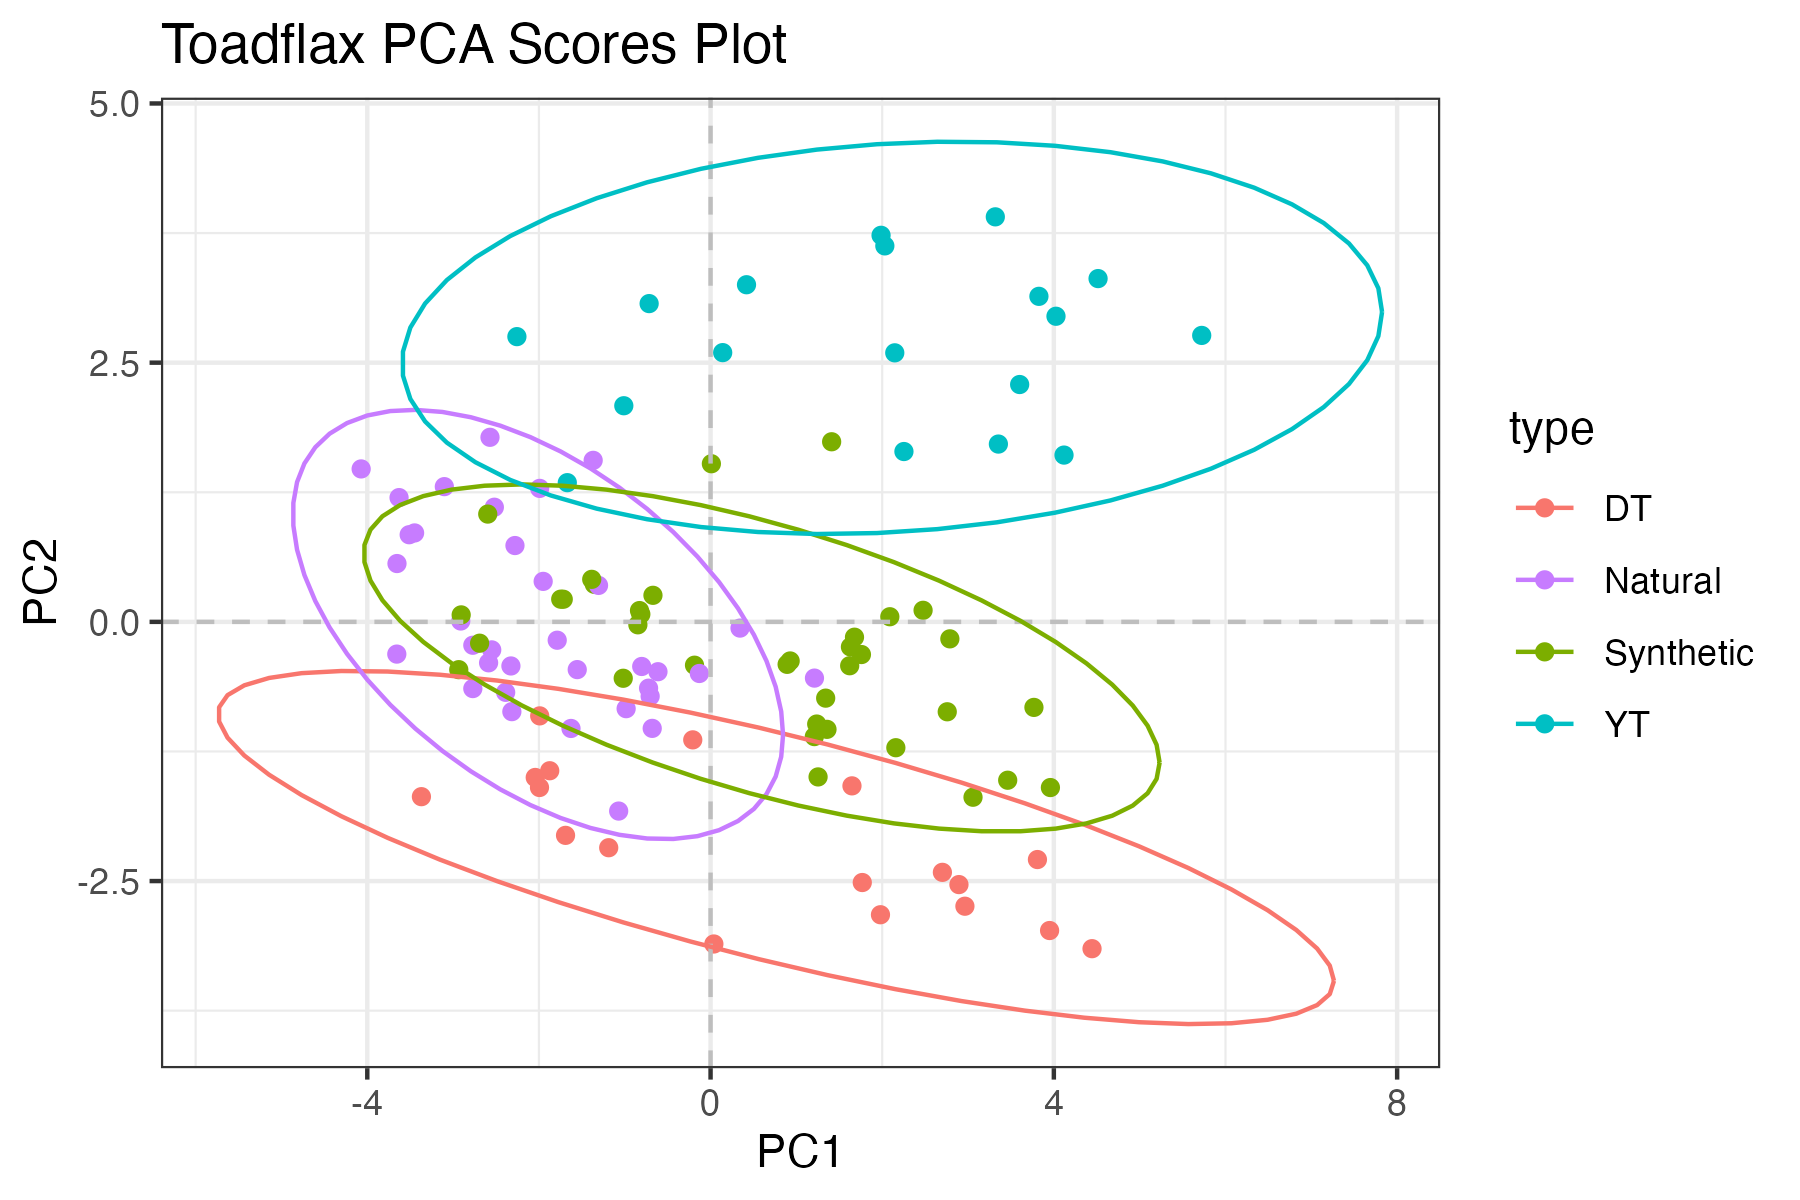 Toadflax PCA Scores Plot
5.0
2.5
0.0
-2.5
PC2
-4 0 4 8
PC1
type
DT
Natural
Synthetic
YT